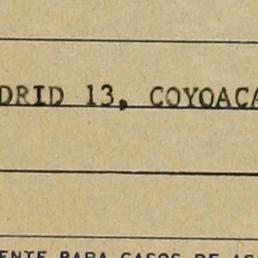 DRID 13, COYOACA
ENTE PARA CASOS DE